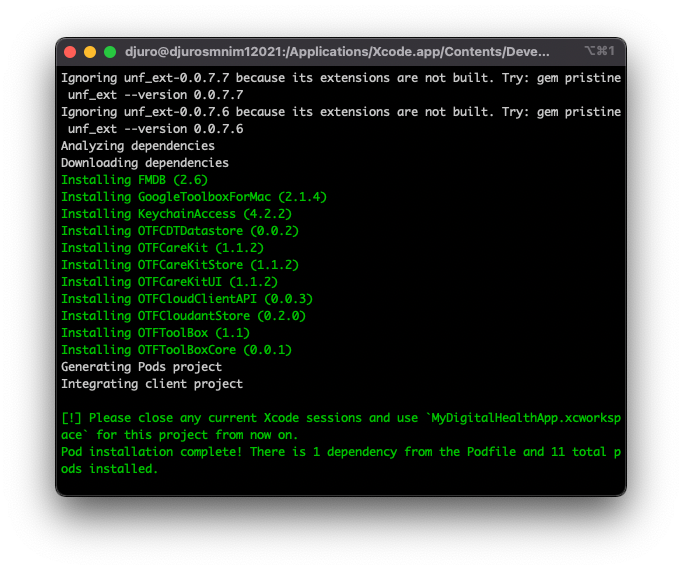 djuro@djurosmnim12021:/Applications/Xcode.app/Contents/Deve... ⌥⌘1
Ignoring unf_ext-0.0.7.7 because its extensions are not built. Try: gem pristine
unf_ext --version 0.0.7.7
Ignoring unf_ext-0.0.7.6 because its extensions are not built. Try: gem pristine
unf_ext --version 0.0.7.6
Analyzing dependencies
Downloading dependencies
Installing FMDB (2.6)
Installing GoogleToolboxForMac (2.1.4)
Installing KeychainAccess (4.2.2)
Installing OTFCDTDatastore (0.0.2)
Installing OTFCareKit (1.1.2)
Installing OTFCareKitStore (1.1.2)
Installing OTFCareKitUI (1.1.2)
Installing OTFCloudClientAPI (0.0.3)
Installing OTFCloudantStore (0.2.0)
Installing OTFToolBox (1.1)
Installing OTFToolBoxCore (0.0.1)
Generating Pods project
Integrating client project
[!] Please close any current Xcode sessions and use `MyDigitalHealthApp.xcworksp
ace` for this project from now on.
Pod installation complete! There is 1 dependency from the Podfile and 11 total p
ods installed.